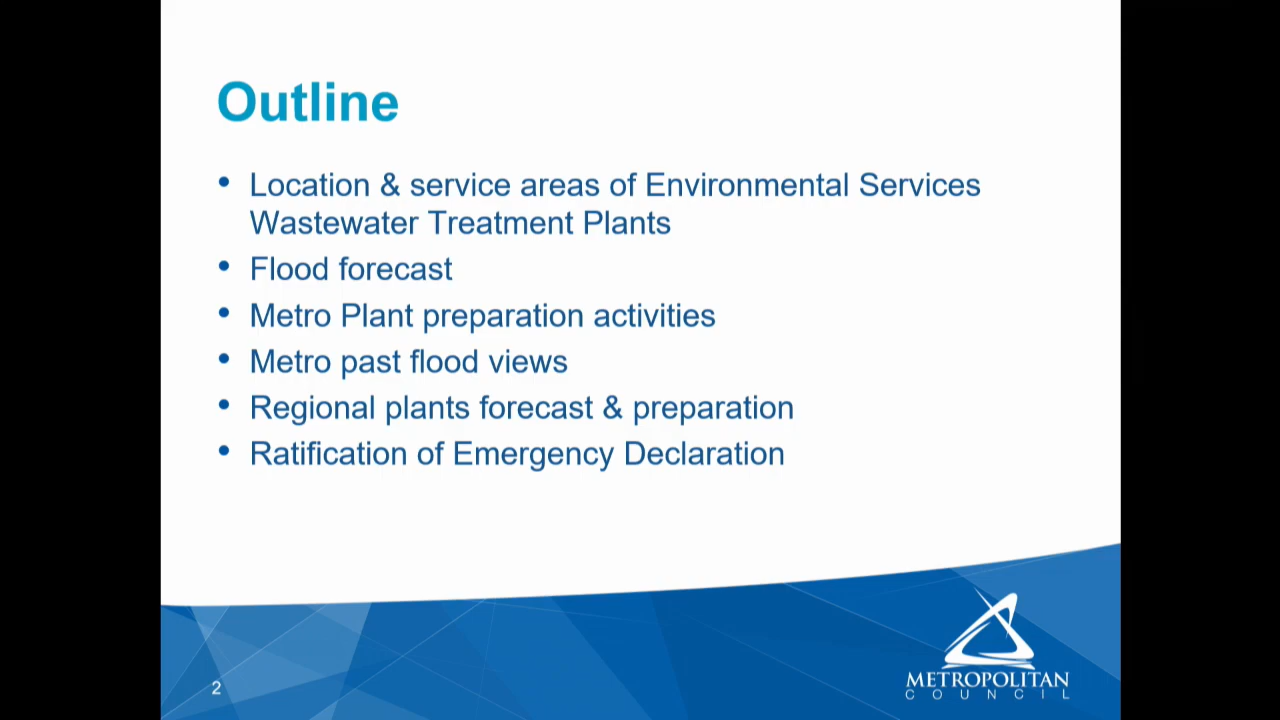 Outline
• Location & service areas of Environmental Services
Wastewater Treatment Plants
• Flood forecast
• Metro Plant preparation activities
• Metro past flood views
• Regional plants forecast & preparation
• Ratification of Emergency Declaration
2
METROPOLITAN
COUNCIL